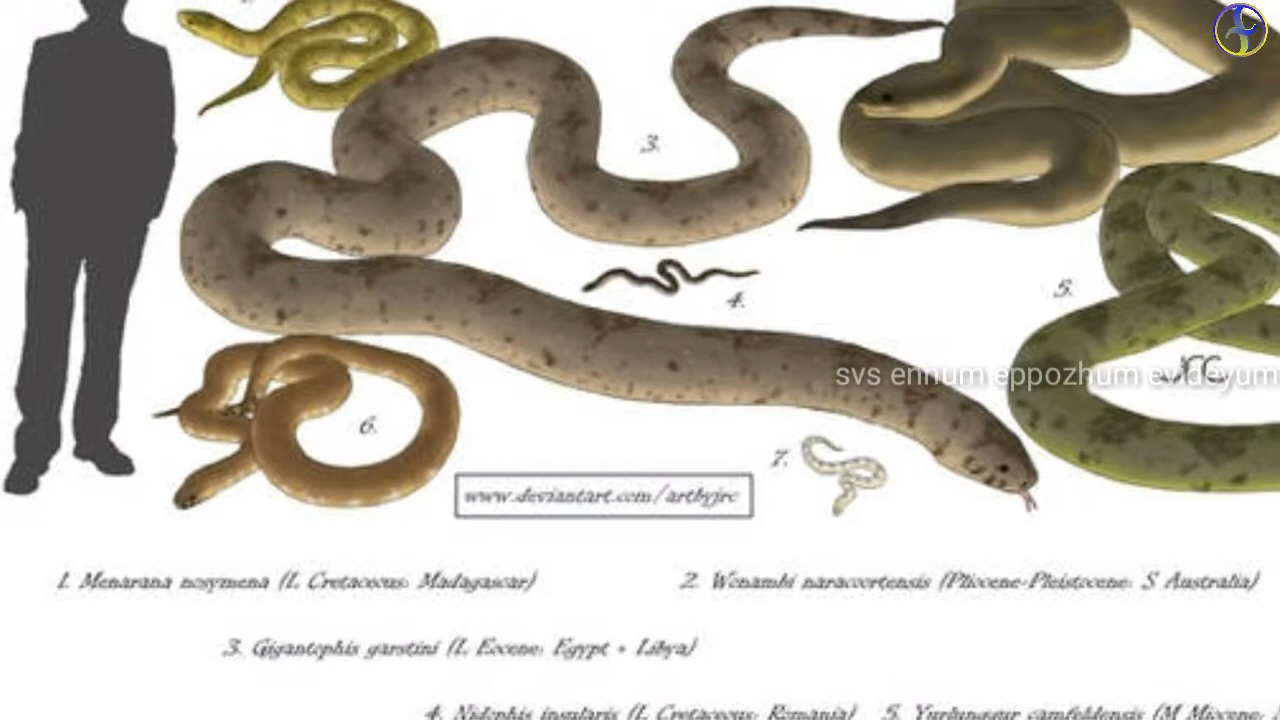 3.
4.
5.
JRC
svs ennum eppozhum evideyum
6.
7.
www.deviantart.com/artbyjrc
1. Menarana nosymena (L. Cretaceous: Madagascar)
2. Wonambi naracoortensis (Pliocene-Pleistocene: S Australia)
3. Gigantophis garstini (L. Eocene: Egypt + Libya)
4. Nidophis insularis (L. Cretaceous: Romania)
5. Yurlunggur camfieldensis (M. Miocene: